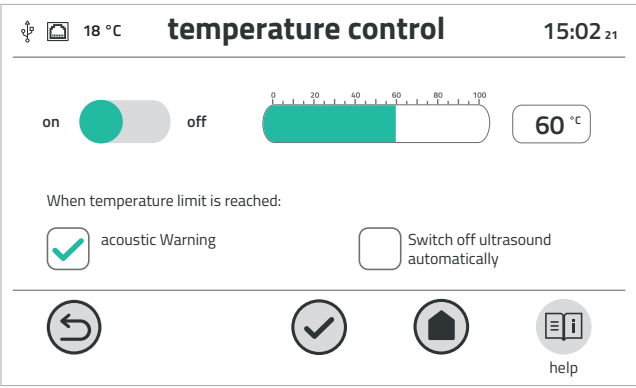 18 °C temperature control 15:02 21
0 20 40 60 80 100
on off 60 °C
When temperature limit is reached:
acoustic Warning
Switch off ultrasound
automatically
i
help